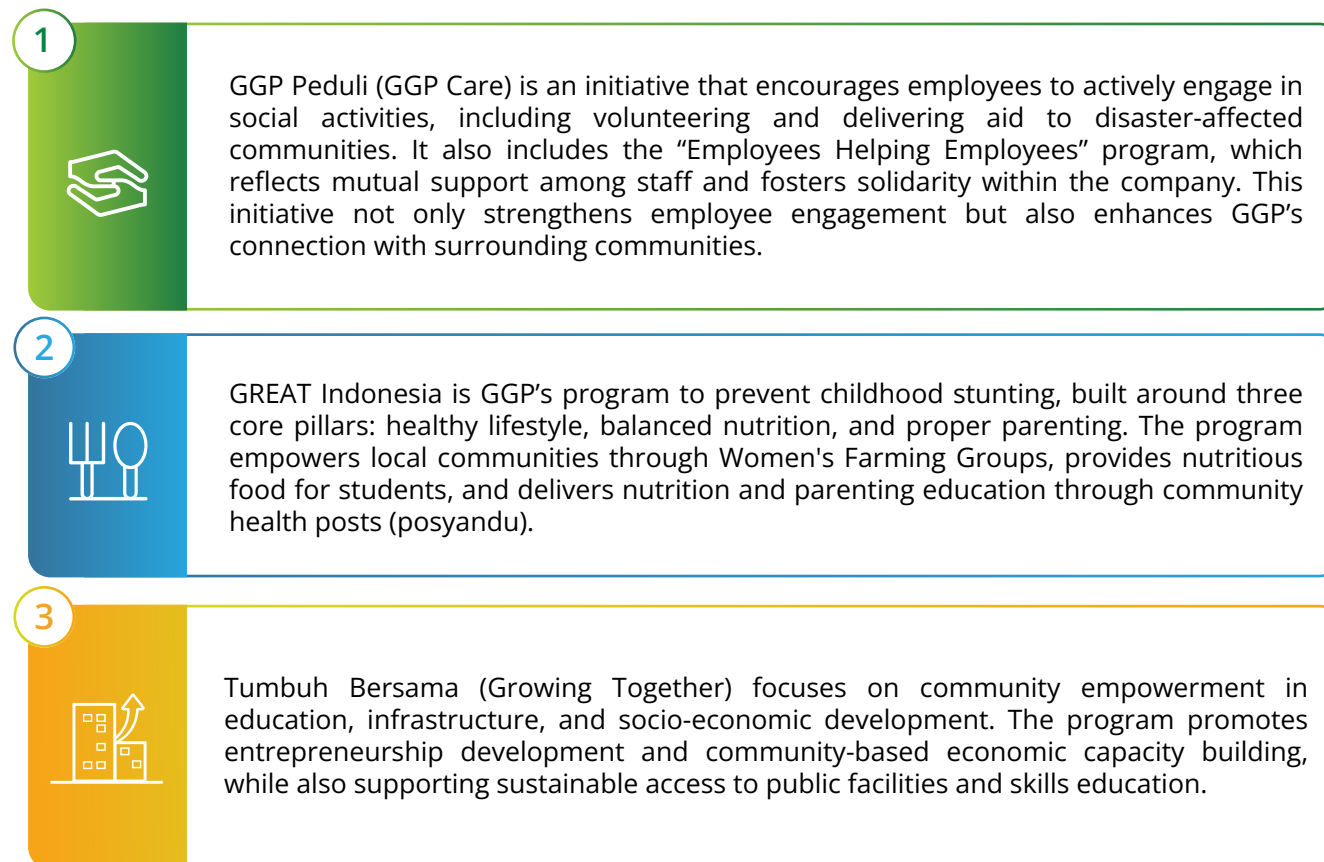 1
GGP Peduli (GGP Care) is an initiative that encourages employees to actively engage in
social activities, including volunteering and delivering aid to disaster-affected
communities. It also includes the “Employees Helping Employees” program, which
reflects mutual support among staff and fosters solidarity within the company. This
initiative not only strengthens employee engagement but also enhances GGP’s
connection with surrounding communities.
2
GREAT Indonesia is GGP’s program to prevent childhood stunting, built around three
core pillars: healthy lifestyle, balanced nutrition, and proper parenting. The program
empowers local communities through Women's Farming Groups, provides nutritious
food for students, and delivers nutrition and parenting education through community
health posts (posyandu).
3
Tumbuh Bersama (Growing Together) focuses on community empowerment in
education, infrastructure, and socio-economic development. The program promotes
entrepreneurship development and community-based economic capacity building,
while also supporting sustainable access to public facilities and skills education.